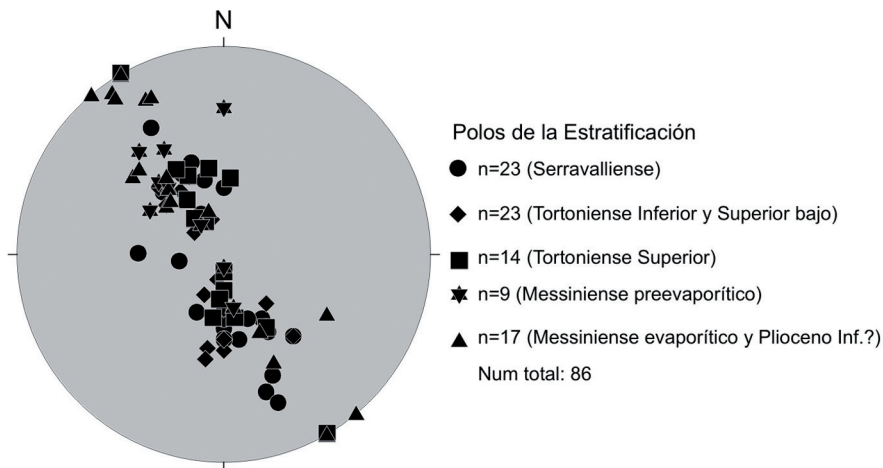 N
Polos de la Estratificación
n=23 (Serravalliense)
n=23 (Tortoniense Inferior y Superior bajo)
n=14 (Tortoniense Superior)
n=9 (Messiniense preevaporítico)
n=17 (Messiniense evaporítico y Plioceno Inf.?)
Num total: 86